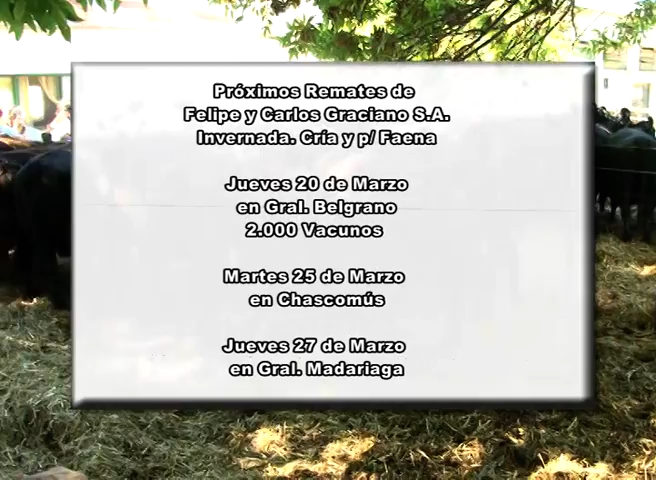 Próximos Remates de
Felipe y Carlos Graciano S.A.
Invernada. Cría y p/ Faena
Jueves 20 de Marzo
en Gral. Belgrano
2.000 Vacunos
Martes 25 de Marzo
en Chascomús
Jueves 27 de Marzo
en Gral. Madariaga